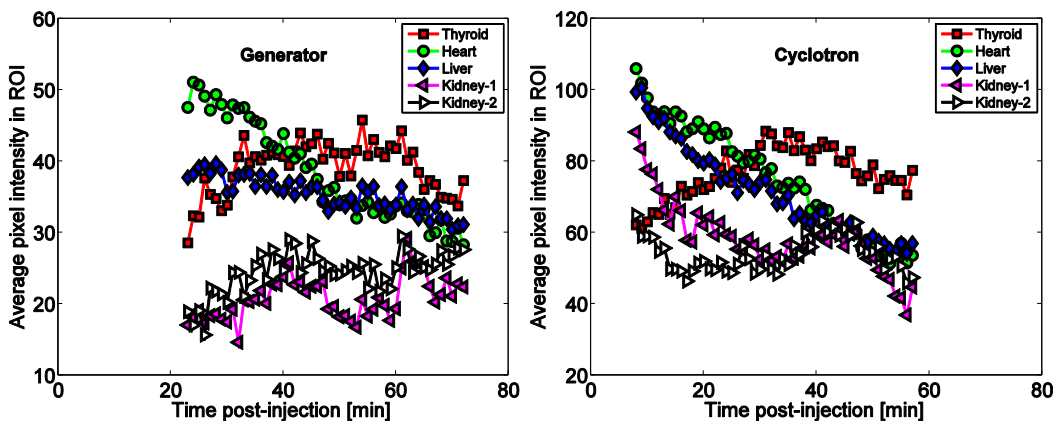 Generator
Thyroid
Heart
Liver
Kidney-1
Kidney-2
60
50
40
30
20
10
Average pixel intensity in ROI
0 20 40 60 80
Time post-injection [min]
Cyclotron
Thyroid
Heart
Liver
Kidney-1
Kidney-2
120
100
80
60
40
20
Average pixel intensity in ROI
0 20 40 60 80
Time post-injection [min]